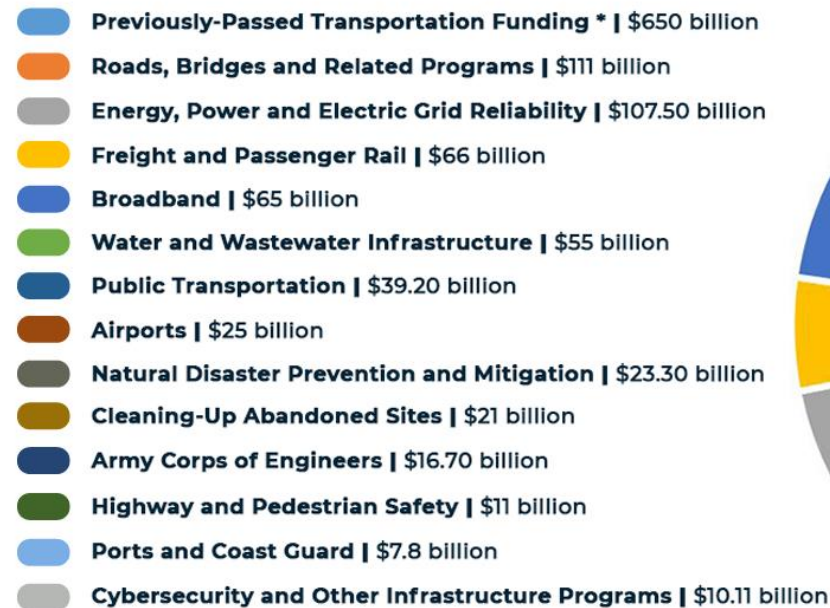 Previously-Passed Transportation Funding * | $650 billion
Roads, Bridges and Related Programs | $111 billion
Energy, Power and Electric Grid Reliability | $107.50 billion
Freight and Passenger Rail | $66 billion
Broadband | $65 billion
Water and Wastewater Infrastructure | $55 billion
Public Transportation | $39.20 billion
Airports | $25 billion
Natural Disaster Prevention and Mitigation | $23.30 billion
Cleaning-Up Abandoned Sites | $21 billion
Army Corps of Engineers | $16.70 billion
Highway and Pedestrian Safety | $11 billion
Ports and Coast Guard | $7.8 billion
Cybersecurity and Other Infrastructure Programs | $10.11 billion